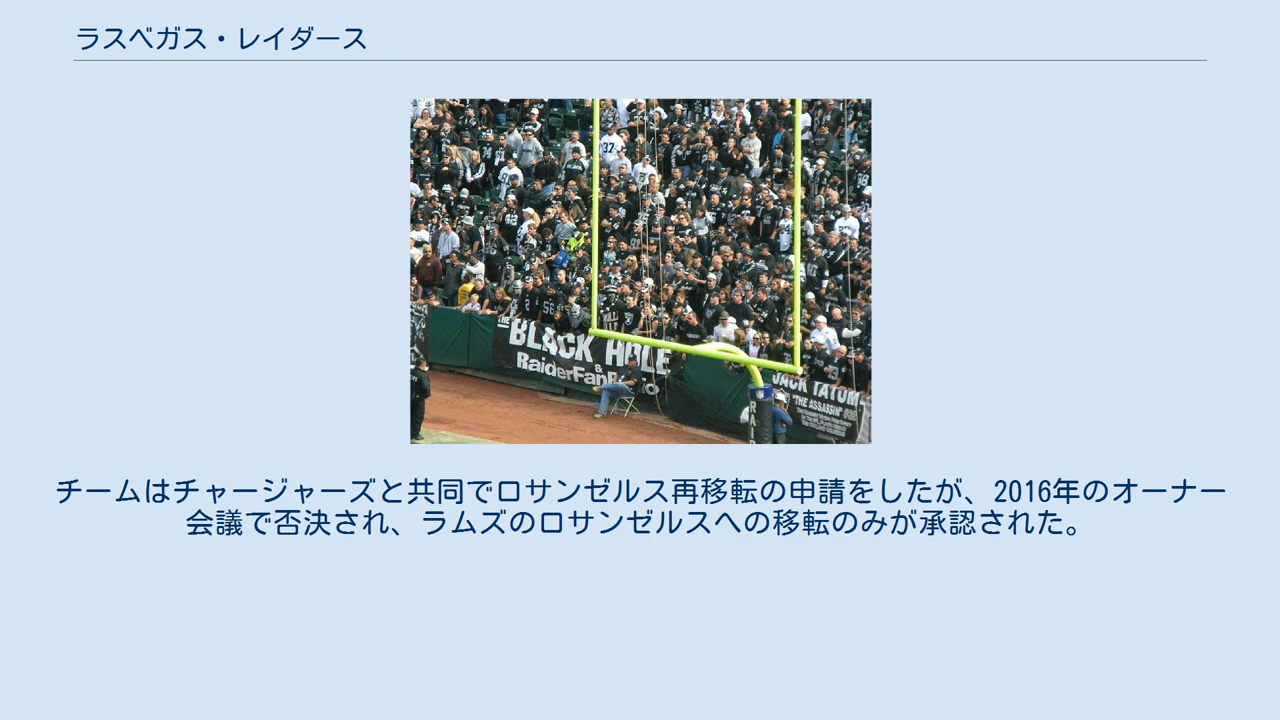 ラスベガス・レイダース
37
56
THE
BLACK HOLE
&
JACK TATUM
"THE ASSASSIN"
チームはチャージャーズと共同でロサンゼルス再移転の申請をしたが、2016年のオーナー
会議で否決され、ラムズのロサンゼルスへの移転のみが承認された。